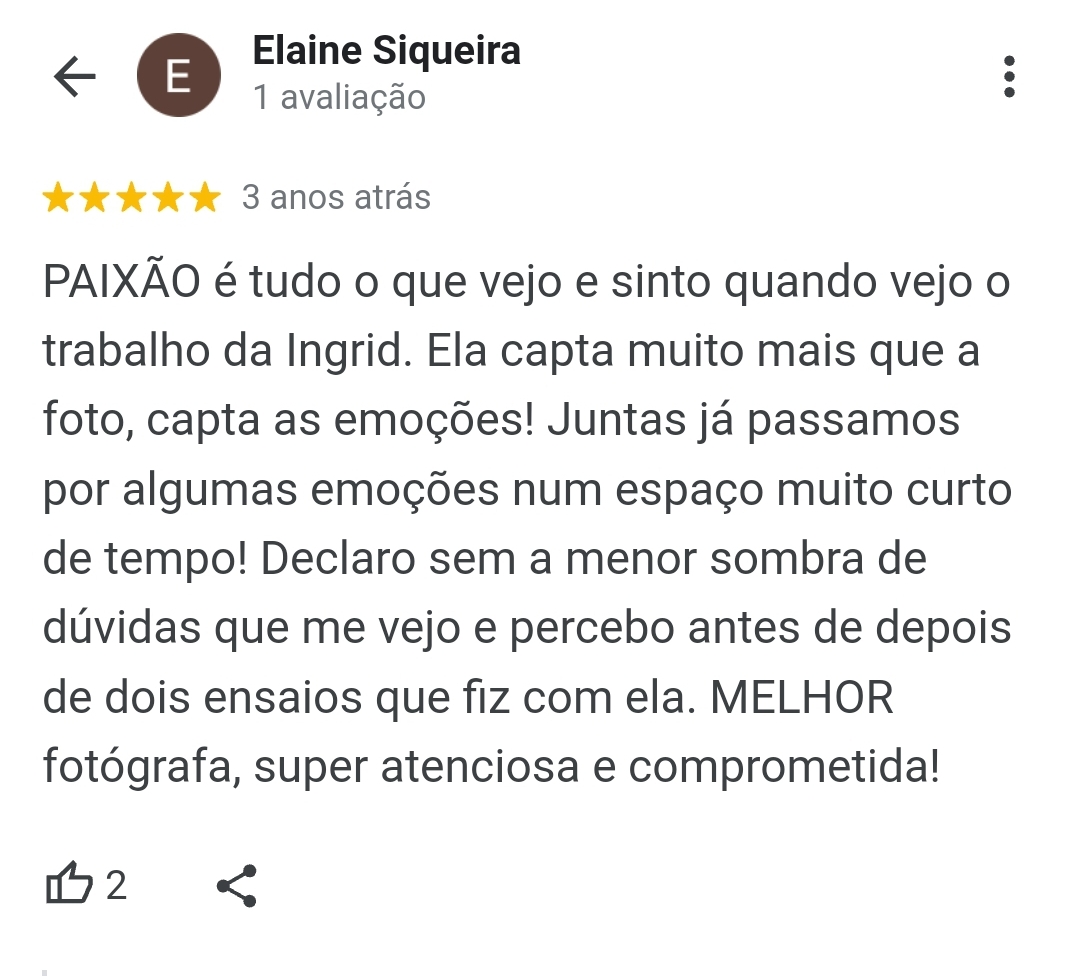 E
Elaine Siqueira
1 avaliação
3 anos atrás
PAIXÃO é tudo o que vejo e sinto quando vejo o
trabalho da Ingrid. Ela capta muito mais que a
foto, capta as emoções! Juntas já passamos
por algumas emoções num espaço muito curto
de tempo! Declaro sem a menor sombra de
dúvidas que me vejo e percebo antes de depois
de dois ensaios que fiz com ela. MELHOR
fotógrafa, super atenciosa e comprometida!
2